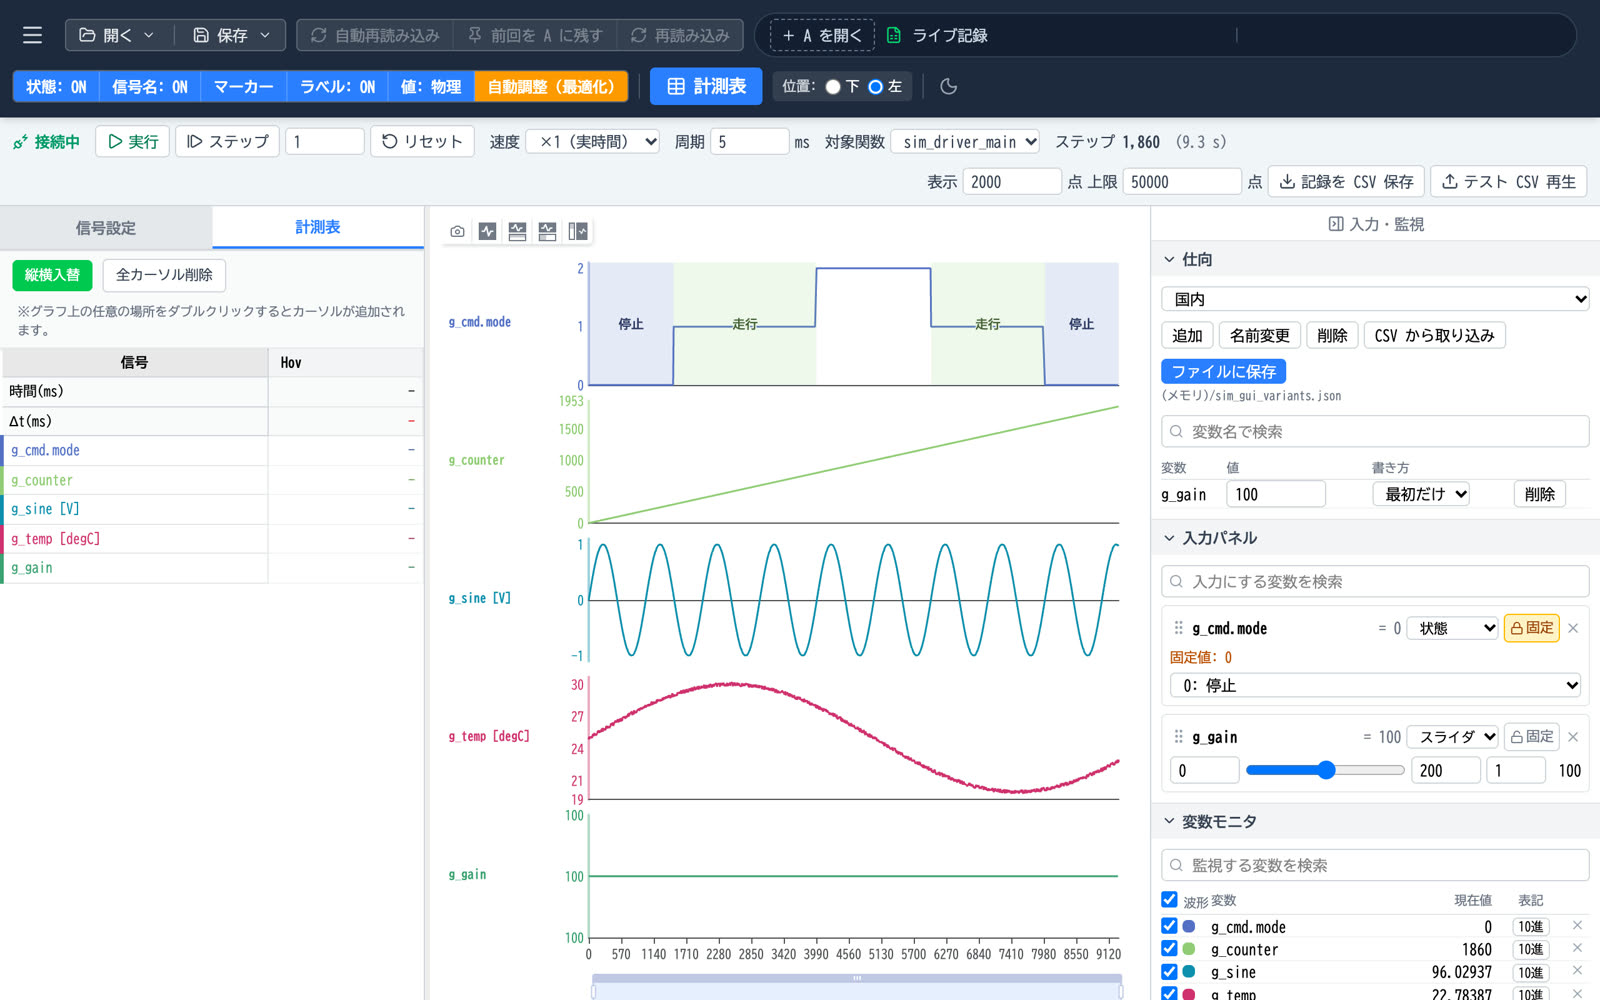 開く 保存 自動再読み込み 前回を A に残す 再読み込み + A を開く ライブ記録
状態: ON 信号名: ON マーカー ラベル: ON 値: 物理 自動調整（最適化） 計測表 位置: 下 左
接続中 実行 ステップ 1 リセット 速度 ×1（実時間） 周期 5 ms 対象関数 sim_driver_main ステップ 1,860 (9.3 s)
表示 2000 点 上限 50000 点 記録を CSV 保存 テスト CSV 再生
信号設定 計測表
縦横入替 全カーソル削除
※グラフ上の任意の場所をダブルクリックするとカーソルが追加され
ます。
信号 Hov
時間(ms) -
Δt(ms) -
g_cmd.mode -
g_counter -
g_sine [V] -
g_temp [degC] -
g_gain -
g_cmd.mode
2
1
0
停止 走行 走行 停止
g_counter
1953
1500
1000
500
0
g_sine [V]
1
0
-1
g_temp [degC]
30
27
24
21
19
g_gain
100
100
100
0 570 1140 1710 2280 2850 3420 3990 4560 5130 5700 6270 6840 7410 7980 8550 9120
入力・監視
仕向
国内
追加 名前変更 削除 CSV から取り込み
ファイルに保存
(メモリ)/sim_gui_variants.json
変数名で検索
変数 値 書き方
g_gain 100 最初だけ 削除
入力パネル
入力にする変数を検索
g_cmd.mode = 0 状態 固定
固定値: 0
0: 停止
g_gain = 100 スライダ 固定
0 200 1 100
変数モニタ
監視する変数を検索
波形 変数 現在値 表記
g_cmd.mode 0 10進
g_counter 1860 10進
g_sine 96.02937 10進
g_temp 22.78387 10進